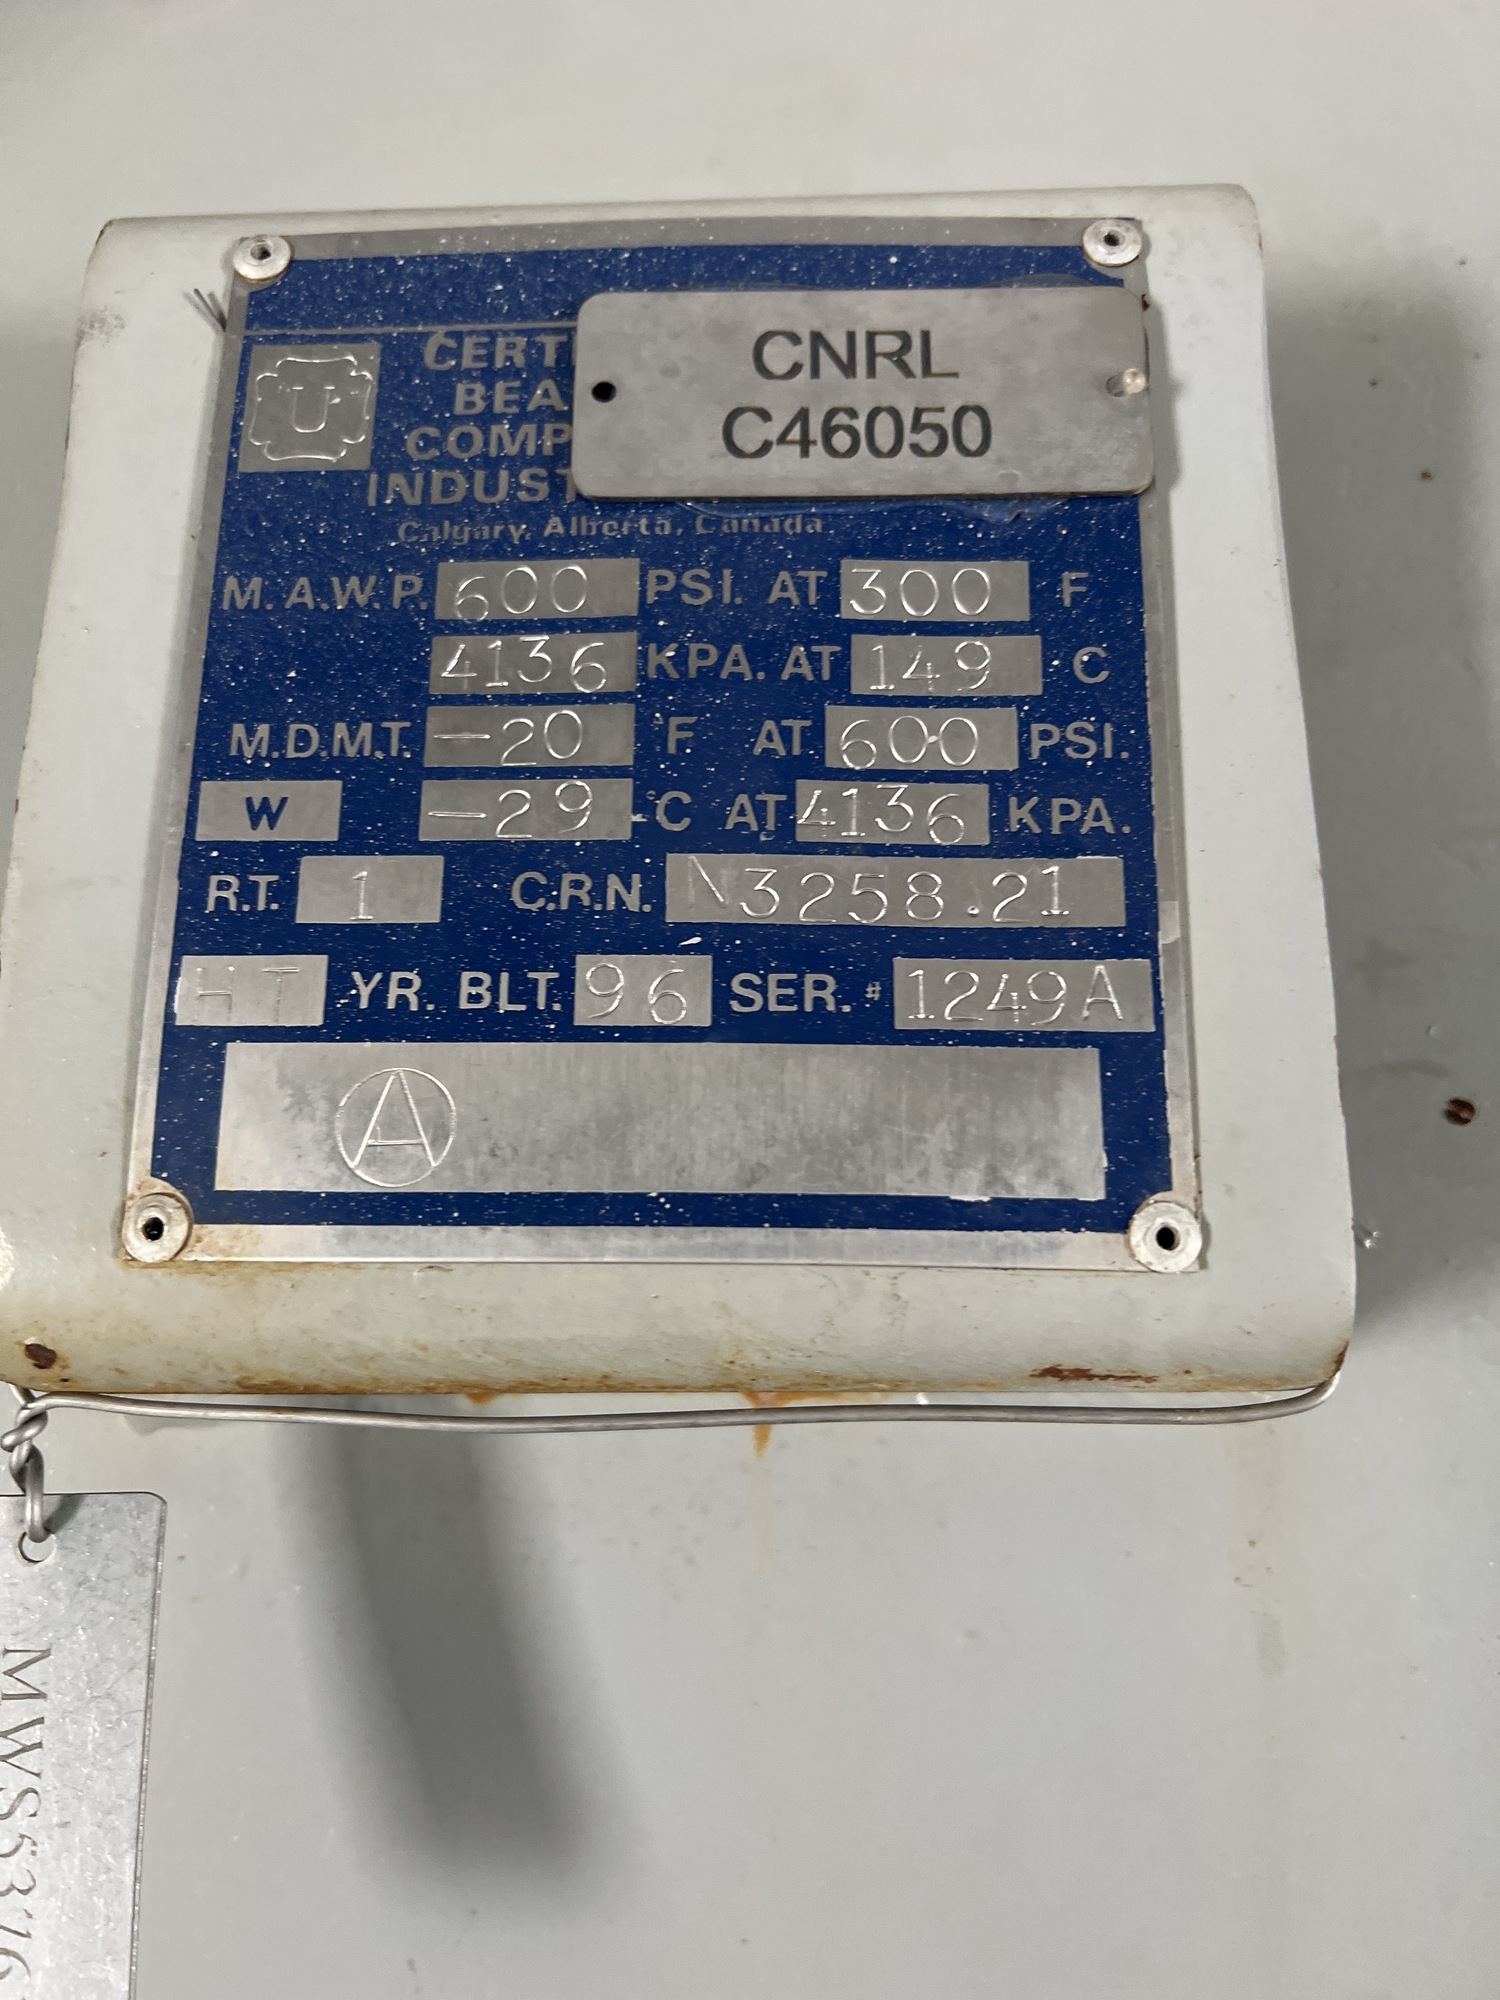 CNRL
C46050
U
CERT
BEA
COMP
INDUST
Calgary, Alberta, Canada
M.A.W.P. 600 PSI. AT 300 F
4136 KPA. AT 149 C
M.D.M.T. -20 °F AT 600 PSI.
W -29 °C AT 4136 KPA.
R.T. 1 C.R.N. N3258.21
HT YR. BLT. 96 SER. # 1249A
A
MWS5376